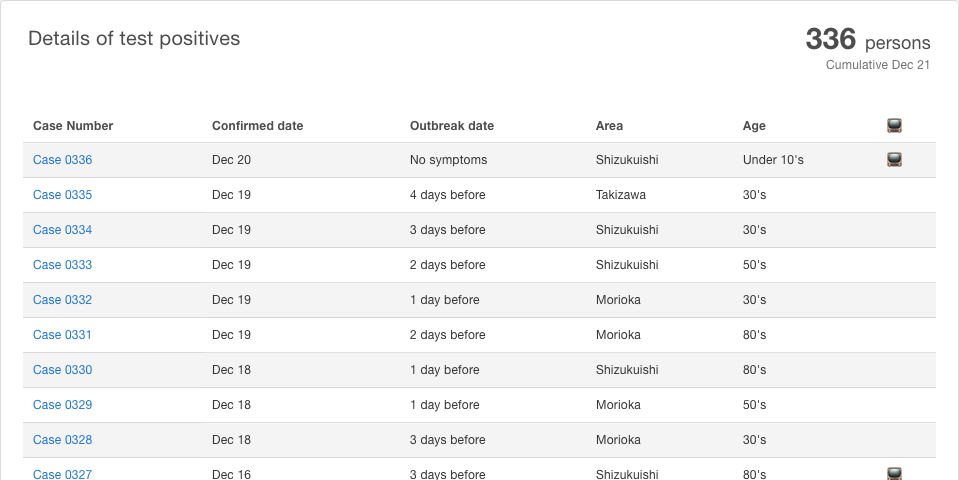 Details of test positives
336 persons
Cumulative Dec 21
Case Number Confirmed date Outbreak date Area Age
Case 0336 Dec 20 No symptoms Shizukuishi Under 10's
Case 0335 Dec 19 4 days before Takizawa 30's
Case 0334 Dec 19 3 days before Shizukuishi 30's
Case 0333 Dec 19 2 days before Shizukuishi 50's
Case 0332 Dec 19 1 day before Morioka 30's
Case 0331 Dec 19 2 days before Morioka 80's
Case 0330 Dec 18 1 day before Shizukuishi 80's
Case 0329 Dec 18 1 day before Morioka 50's
Case 0328 Dec 18 3 days before Morioka 30's
Case 0327 Dec 16 3 days before Shizukuishi 80's